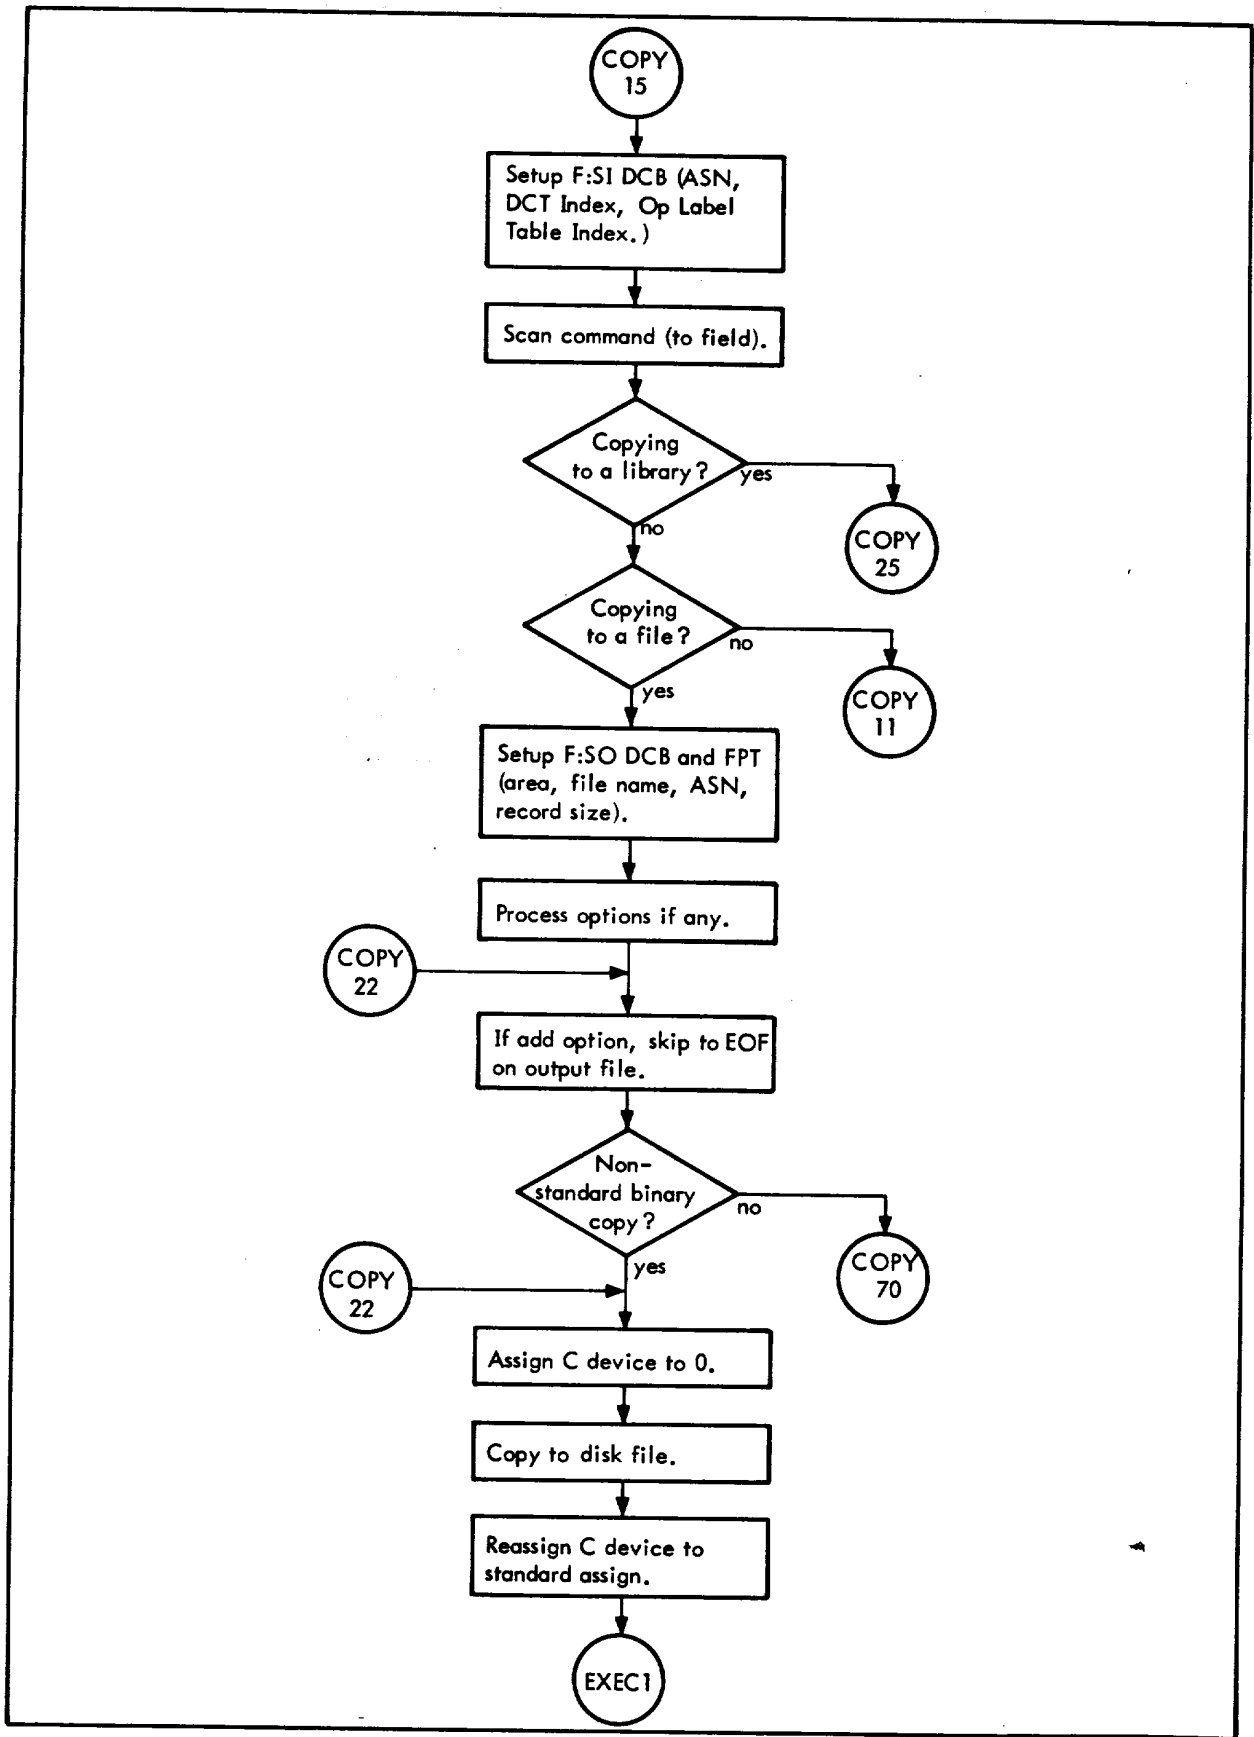 COPY
15
Setup F:SI DCB (ASN,
DCT Index, Op Label
Table Index.)
Scan command (to field).
Copying
to a library?
yes
no
COPY
25
Copying
to a file?
no
yes
COPY
11
Setup F:SO DCB and FPT
(area, file name, ASN,
record size).
Process options if any.
COPY
22
If add option, skip to EOF
on output file.
Non-
standard binary
copy?
no
yes
COPY
70
COPY
22
Assign C device to 0.
Copy to disk file.
Reassign C device to
standard assign.
EXEC1